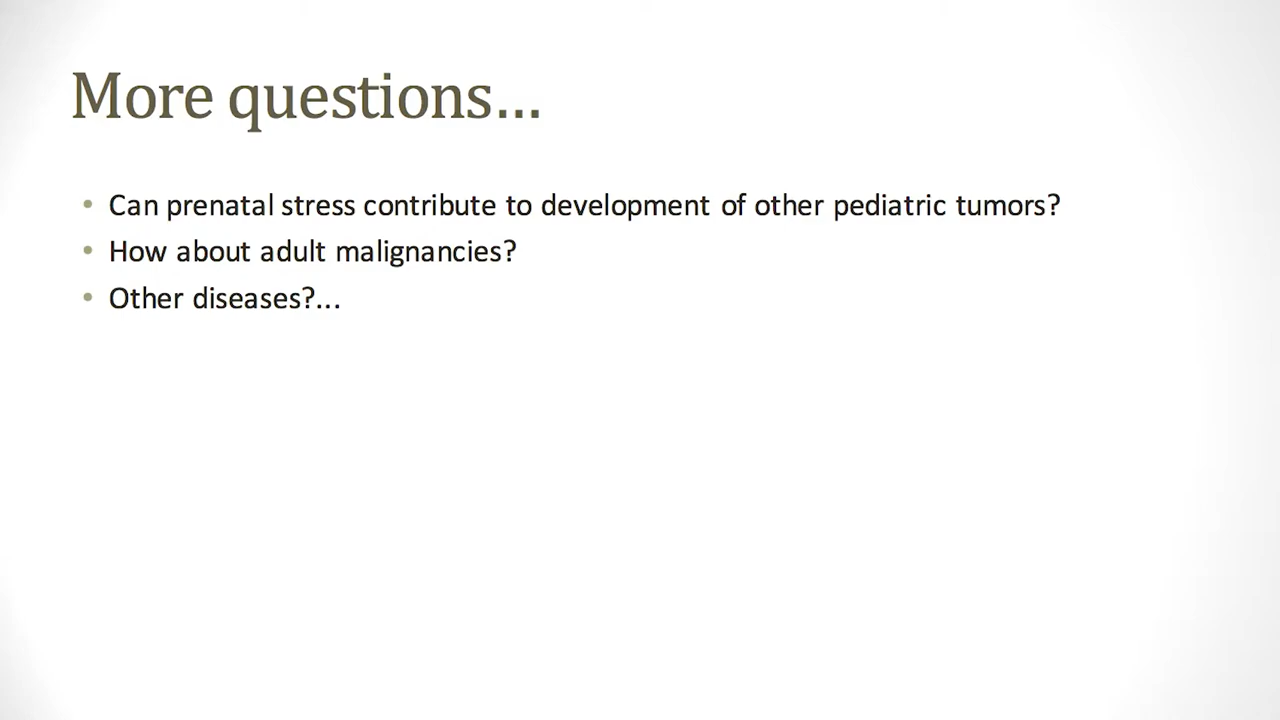 More questions...
• Can prenatal stress contribute to development of other pediatric tumors?
• How about adult malignancies?
• Other diseases?...